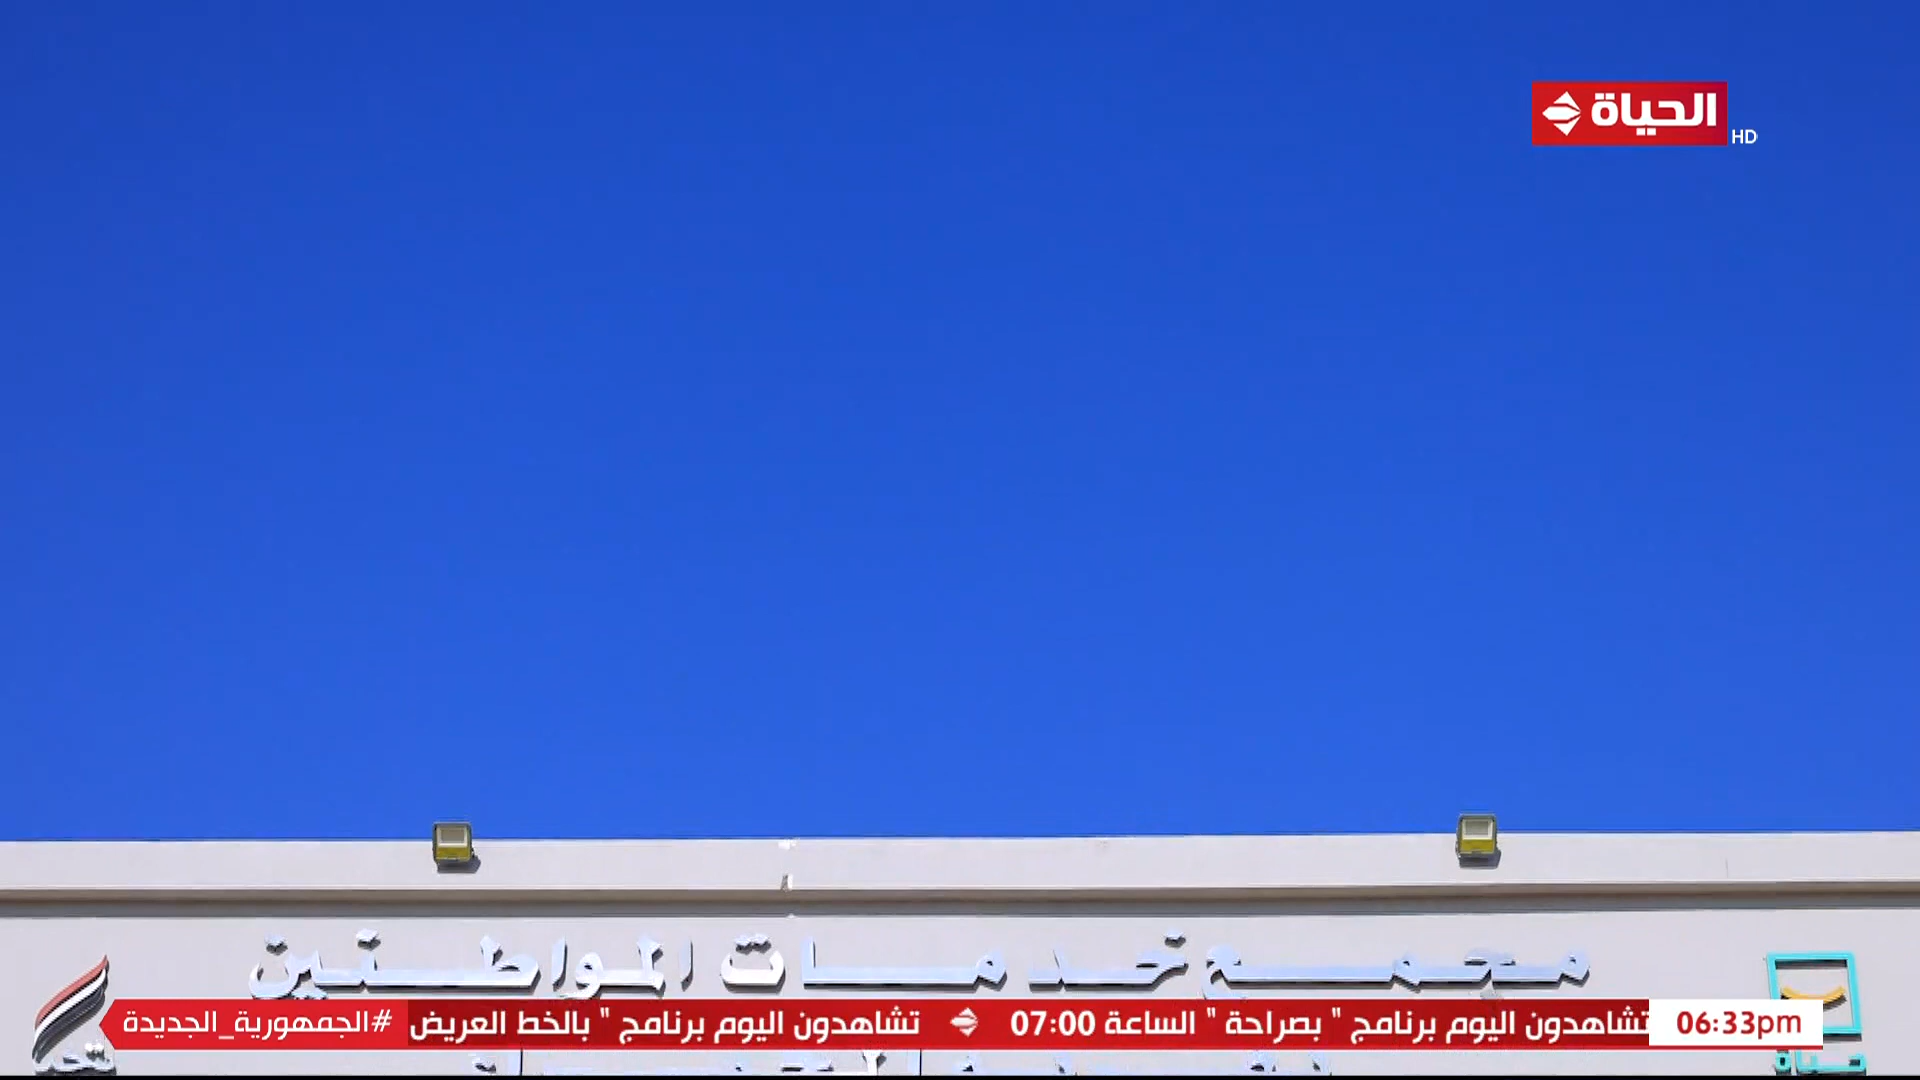 الحياة
HD
مجمع خدمات المواطنين
06:33pm
تشاهدون اليوم برنامج " بصراحة " الساعة 07:00
تشاهدون اليوم برنامج " بالخط العريض
#الجمهورية_الجديدة
حياة